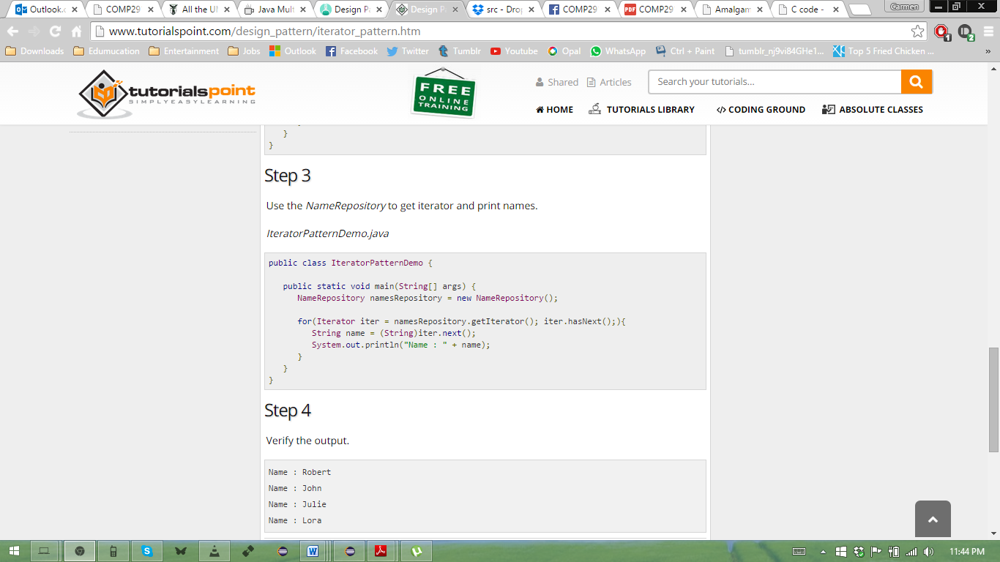 Outlook.c
COMP29
All the UI
Java Mult
Design Pa
Design Pa
src - Drop
COMP29
COMP29
Amalgam
C code -
Carmen
www.tutorialspoint.com/design_pattern/iterator_pattern.htm
1
2
Downloads
Edumucation
Entertainment
Jobs
Outlook
Facebook
Twitter
Tumblr
Youtube
Opal
WhatsApp
Ctrl + Paint
tumblr_nj9vi84GHe1...
Top 5 Fried Chicken ...
»
tutorialspoint
SIMPLYEASYLEARNING
FREE
ONLINE
TRAINING
Shared
Articles
Search your tutorials...
HOME
TUTORIALS LIBRARY
</> CODING GROUND
ABSOLUTE CLASSES
}
}
Step 3
Use the NameRepository to get iterator and print names.
IteratorPatternDemo.java
public class IteratorPatternDemo {
public static void main(String[] args) {
NameRepository namesRepository = new NameRepository();
for(Iterator iter = namesRepository.getIterator(); iter.hasNext();){
String name = (String)iter.next();
System.out.println("Name : " + name);
}
}
}
Step 4
Verify the output.
Name : Robert
Name : John
Name : Julie
Name : Lora
11:44 PM